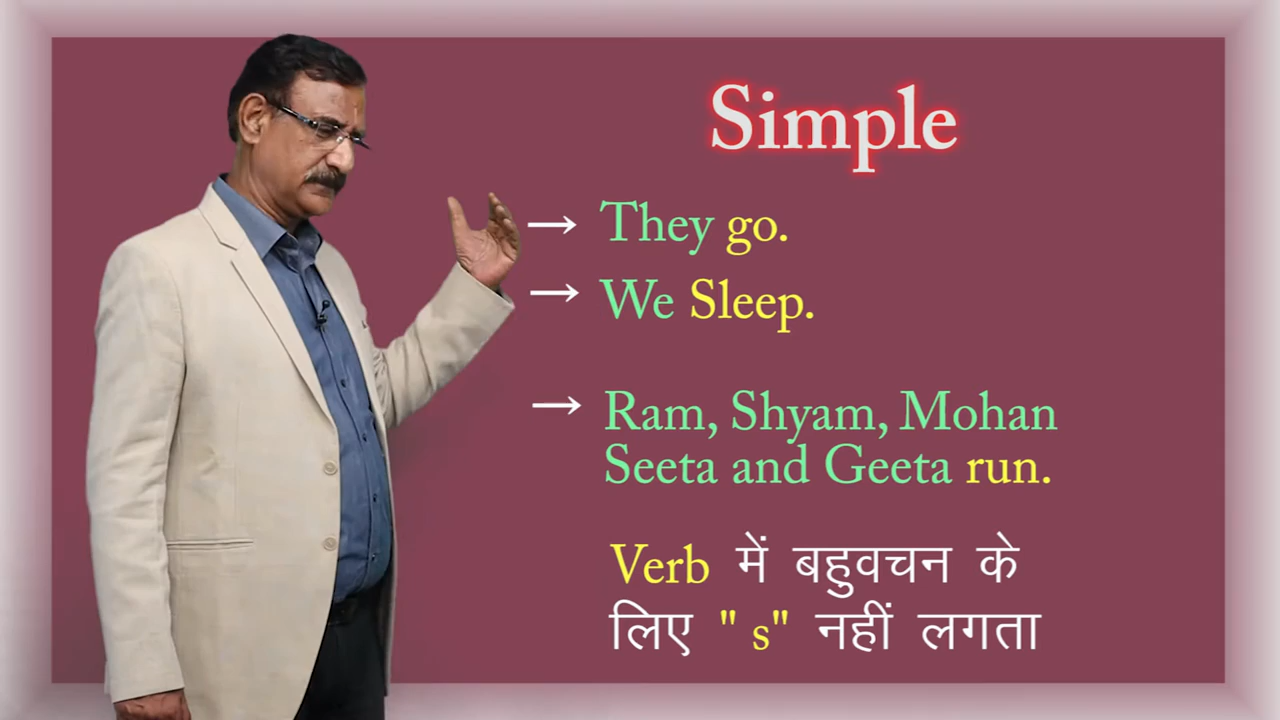 Simple
→ They go.
→ We Sleep.
→ Ram, Shyam, Mohan
Seeta and Geeta run.
Verb में बहुवचन के
लिए " s" नहीं लगता